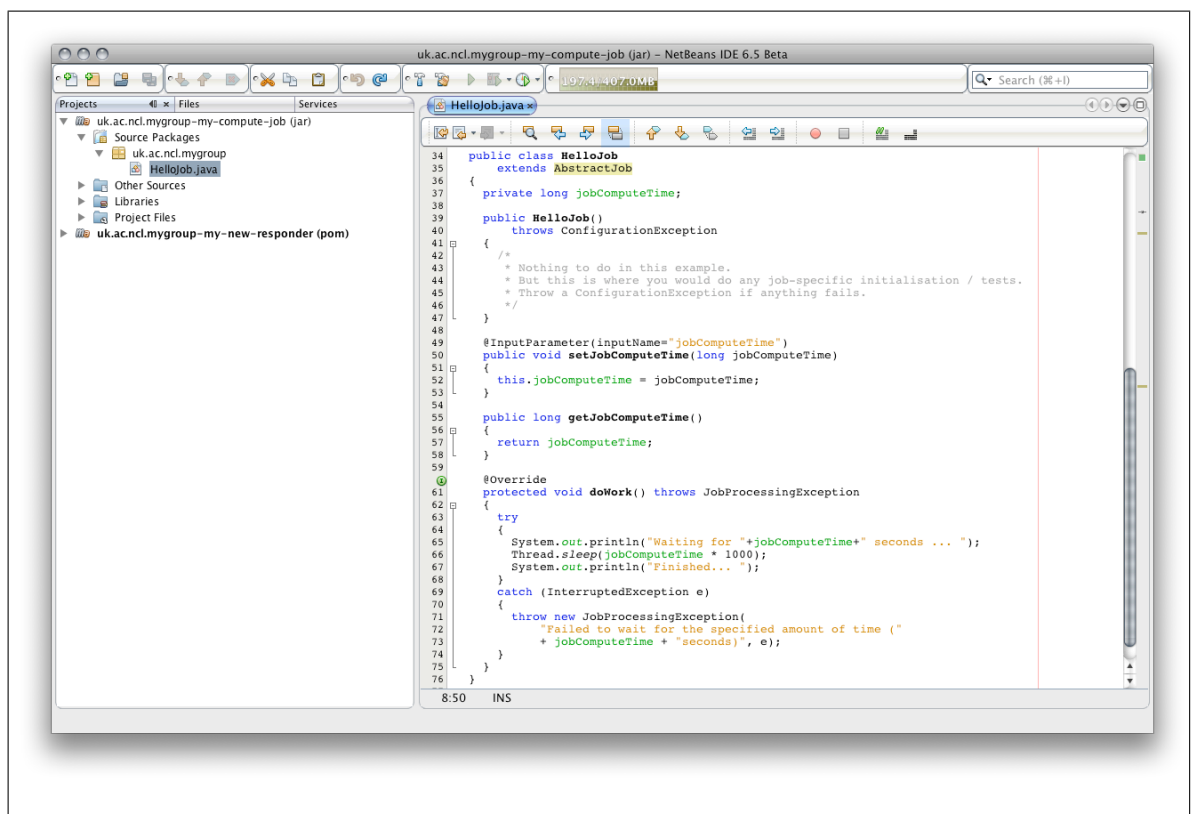 uk.ac.ncl.mygroup-my-compute-job (jar) – NetBeans IDE 6.5 Beta
197.4/407.0MB
Search (⌘+I)
Projects Files Services
uk.ac.ncl.mygroup-my-compute-job (jar)
Source Packages
uk.ac.ncl.mygroup
HelloJob.java
Other Sources
Libraries
Project Files
uk.ac.ncl.mygroup-my-new-responder (pom)
HelloJob.java
34 public class HelloJob
35 extends AbstractJob
36 {
37 private long jobComputeTime;
38
39 public HelloJob()
40 throws ConfigurationException
41 {
42 /*
43 * Nothing to do in this example.
44 * But this is where you would do any job-specific initialisation / tests.
45 * Throw a ConfigurationException if anything fails.
46 */
47 }
48
49 @InputParameter(inputName="jobComputeTime")
50 public void setJobComputeTime(long jobComputeTime)
51 {
52 this.jobComputeTime = jobComputeTime;
53 }
54
55 public long getJobComputeTime()
56 {
57 return jobComputeTime;
58 }
59
@Override
61 protected void doWork() throws JobProcessingException
62 {
63 try
64 {
65 System.out.println("Waiting for "+jobComputeTime+" seconds ... ");
66 Thread.sleep(jobComputeTime * 1000);
67 System.out.println("Finished... ");
68 }
69 catch (InterruptedException e)
70 {
71 throw new JobProcessingException(
72 "Failed to wait for the specified amount of time ("
73 + jobComputeTime + "seconds)", e);
74 }
75 }
76 }
8:50 INS